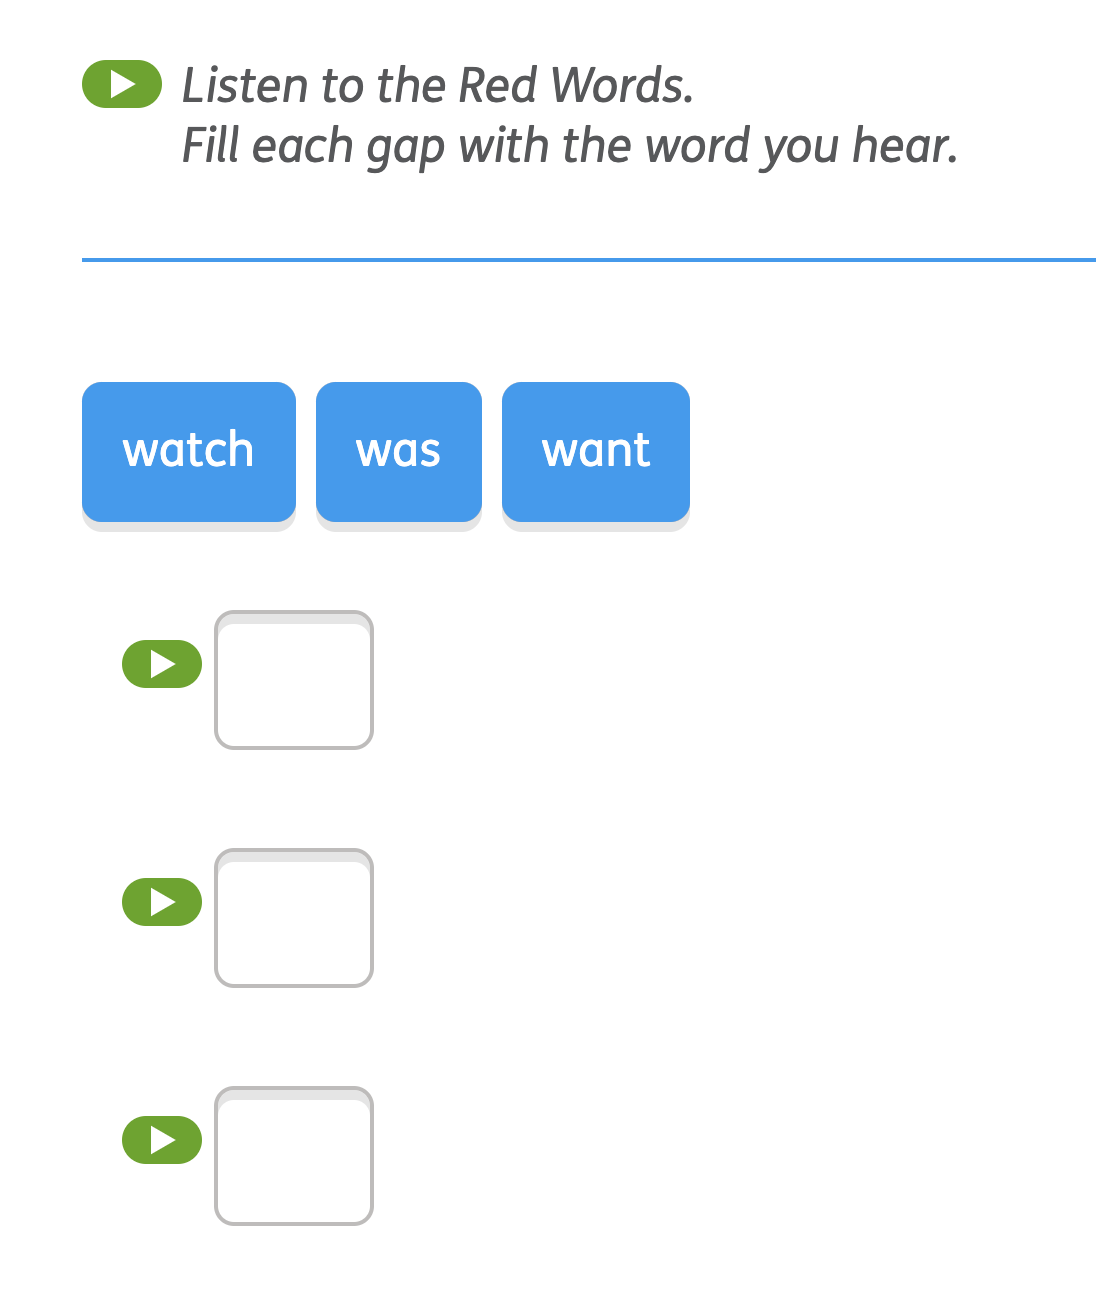 Listen to the Red Words.
Fill each gap with the word you hear.
watch was want